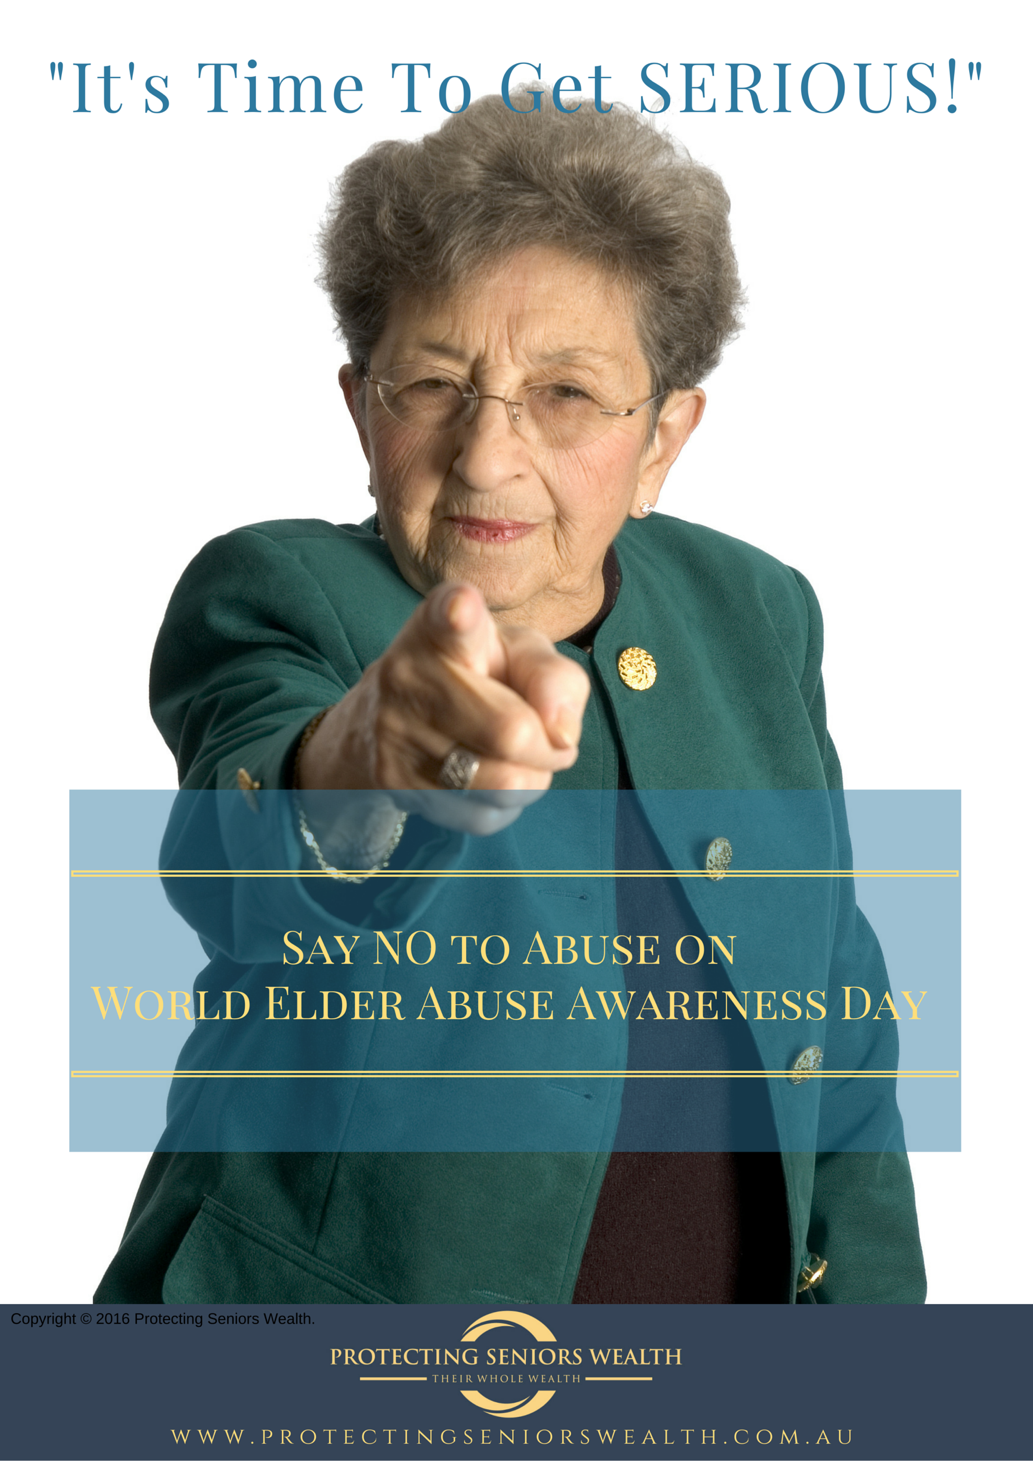 "It's Time To Get SERIOUS!"
Say NO to Abuse on
World Elder Abuse Awareness Day
Copyright © 2016 Protecting Seniors Wealth.
PROTECTING SENIORS WEALTH
THEIR WHOLE WEALTH
WWW.PROTECTINGSENIORSWEALTH.COM.AU